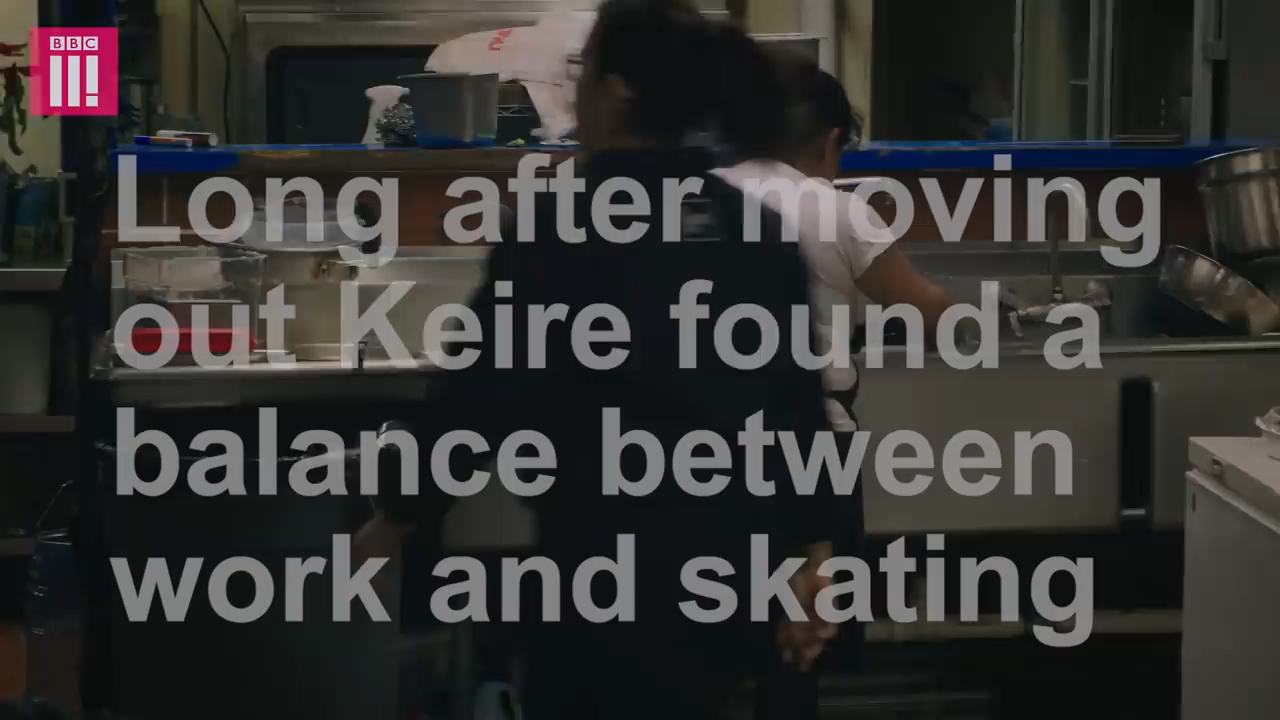 BBC
Long after moving
out Keire found a
balance between
work and skating